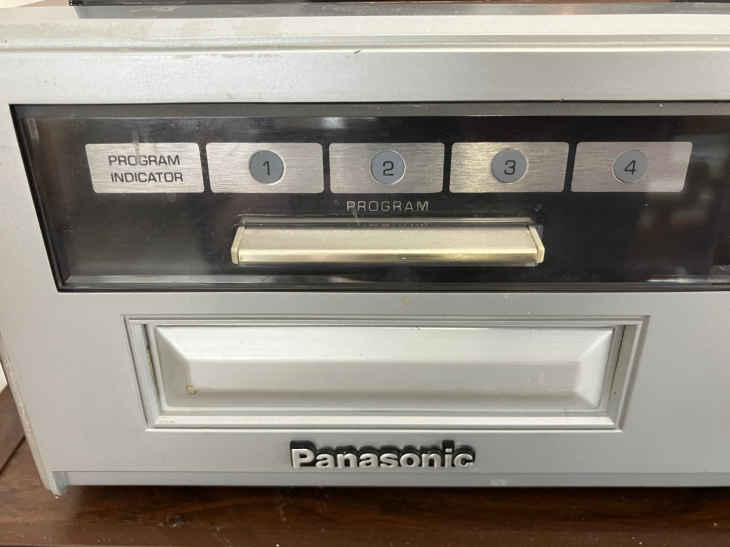 PROGRAM
INDICATOR
1 2 3 4
PROGRAM
Panasonic